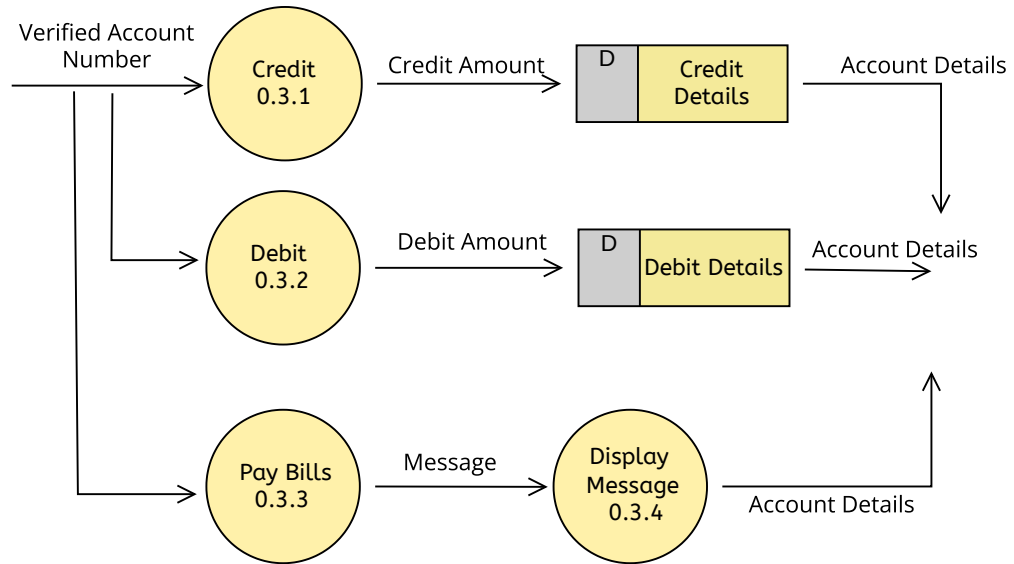 Verified Account
Number
Credit
0.3.1
Credit Amount
D
Credit
Details
Account Details
Debit
0.3.2
Debit Amount
D
Debit Details
Account Details
Pay Bills
0.3.3
Message
Display
Message
0.3.4
Account Details